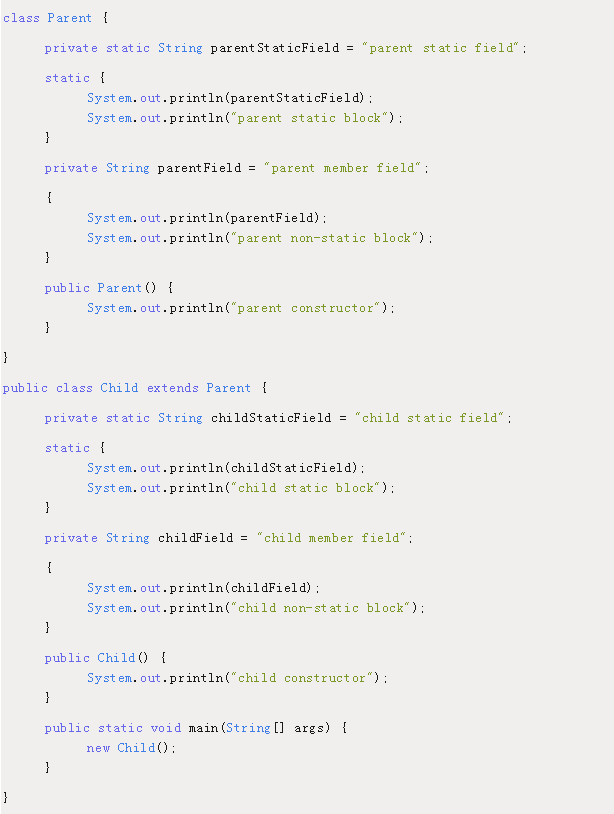 class Parent {
private static String parentStaticField = "parent static field";
static {
System.out.println(parentStaticField);
System.out.println("parent static block");
}
private String parentField = "parent member field";
{
System.out.println(parentField);
System.out.println("parent non-static block");
}
public Parent() {
System.out.println("parent constructor");
}
}
public class Child extends Parent {
private static String childStaticField = "child static field";
static {
System.out.println(childStaticField);
System.out.println("child static block");
}
private String childField = "child member field";
{
System.out.println(childField);
System.out.println("child non-static block");
}
public Child() {
System.out.println("child constructor");
}
public static void main(String[] args) {
new Child();
}
}